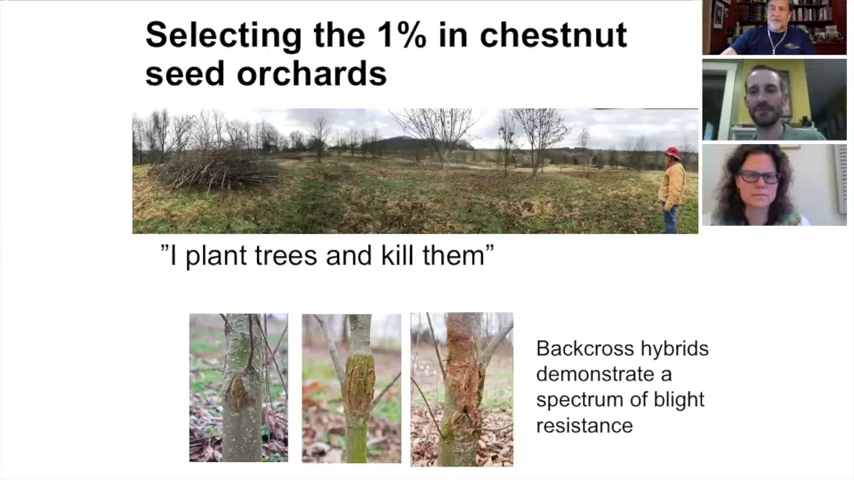 Selecting the 1% in chestnut
seed orchards
”I plant trees and kill them”
Backcross hybrids
demonstrate a
spectrum of blight
resistance